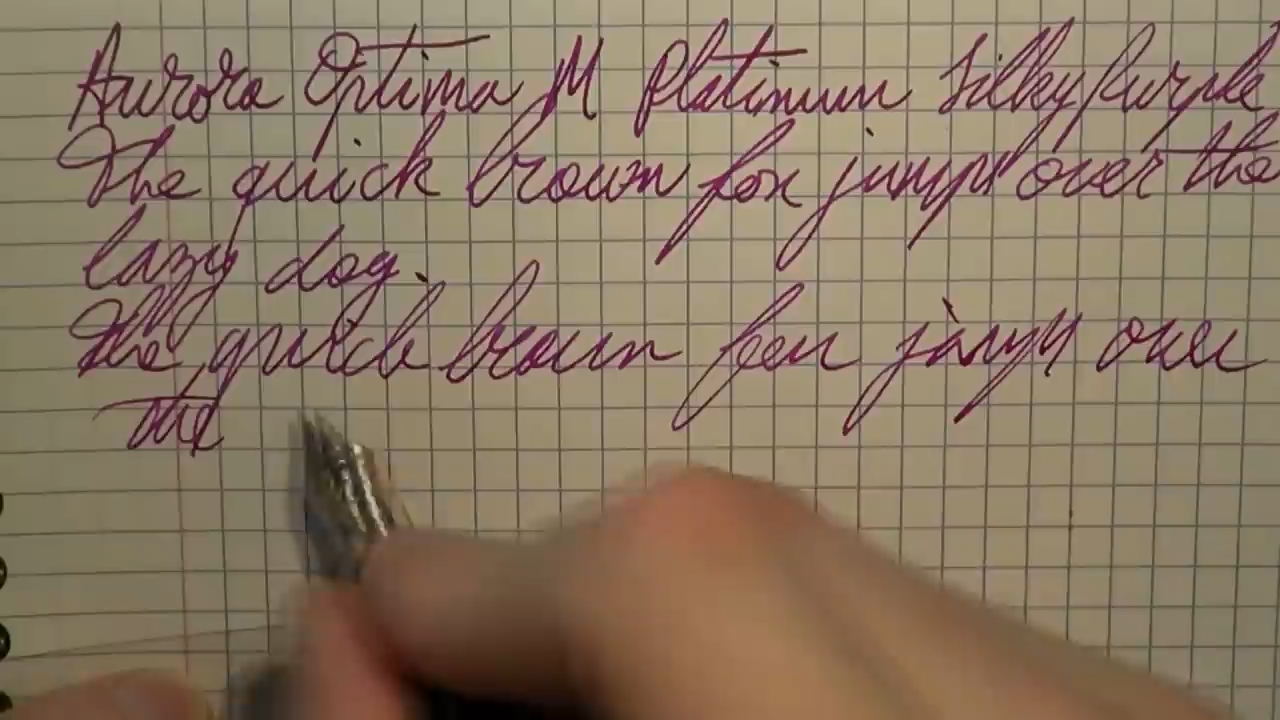 Aurora Optima M Platinum Silky Purple
The quick brown fox jumps over the
lazy dog.
The quick brown fox jumps over
the